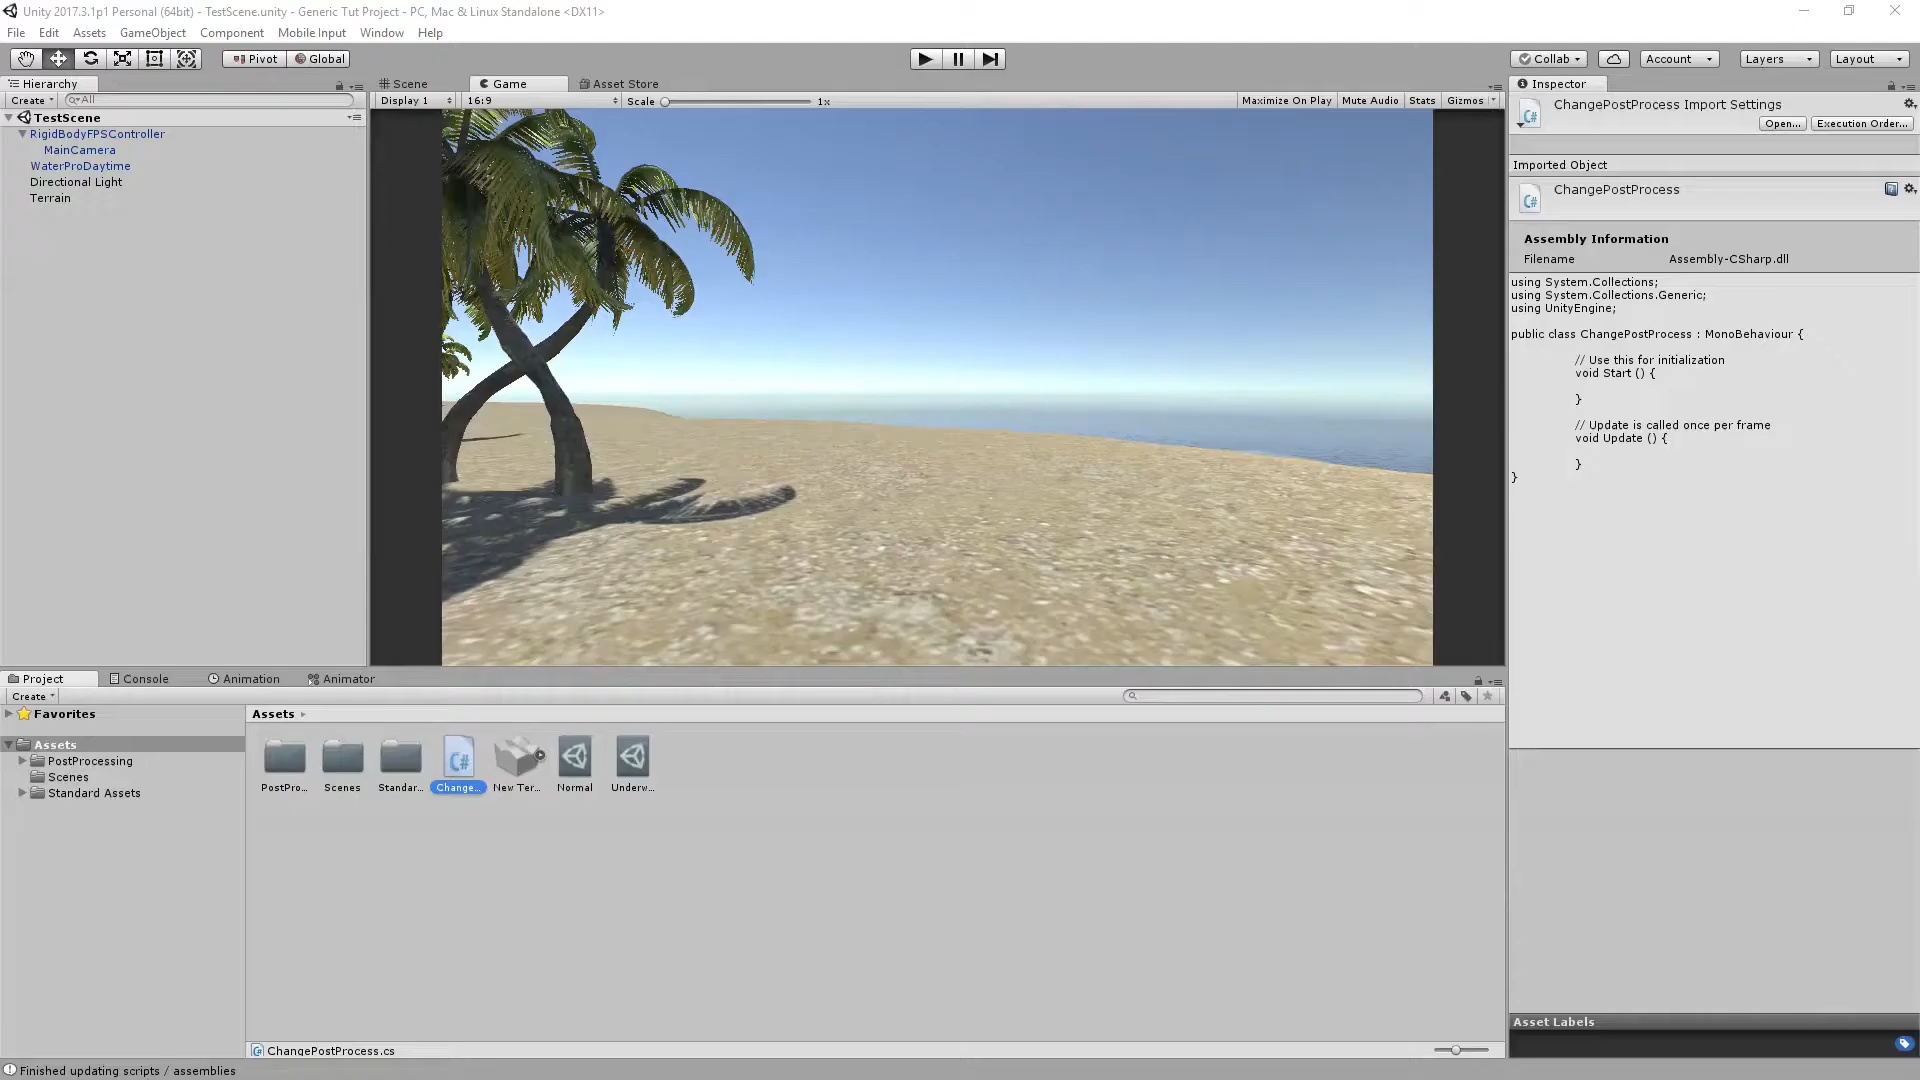 Unity 2017.3.1p1 Personal (64bit) - TestScene.unity - Generic Tut Project - PC, Mac & Linux Standalone <DX11>
File Edit Assets GameObject Component Mobile Input Window Help
Pivot Global Collab Account Layers Layout
Hierarchy
Create All
TestScene
RigidBodyFPSController
MainCamera
WaterProDaytime
Directional Light
Terrain
Scene Game Asset Store
Display 1 16:9 Scale 1x Maximize On Play Mute Audio Stats Gizmos
Inspector
ChangePostProcess Import Settings
Open... Execution Order...
Imported Object
ChangePostProcess
C#
Assembly Information
Filename Assembly-CSharp.dll
using System.Collections;
using System.Collections.Generic;
using UnityEngine;
public class ChangePostProcess : MonoBehaviour {
// Use this for initialization
void Start () {
}
// Update is called once per frame
void Update () {
}
}
Project Console Animation Animator
Create
Favorites
Assets
PostProcessing
Scenes
Standard Assets
Assets
C#
PostPro... Scenes Standar... Change... New Ter... Normal Underw...
ChangePostProcess.cs
Asset Labels
Finished updating scripts / assemblies